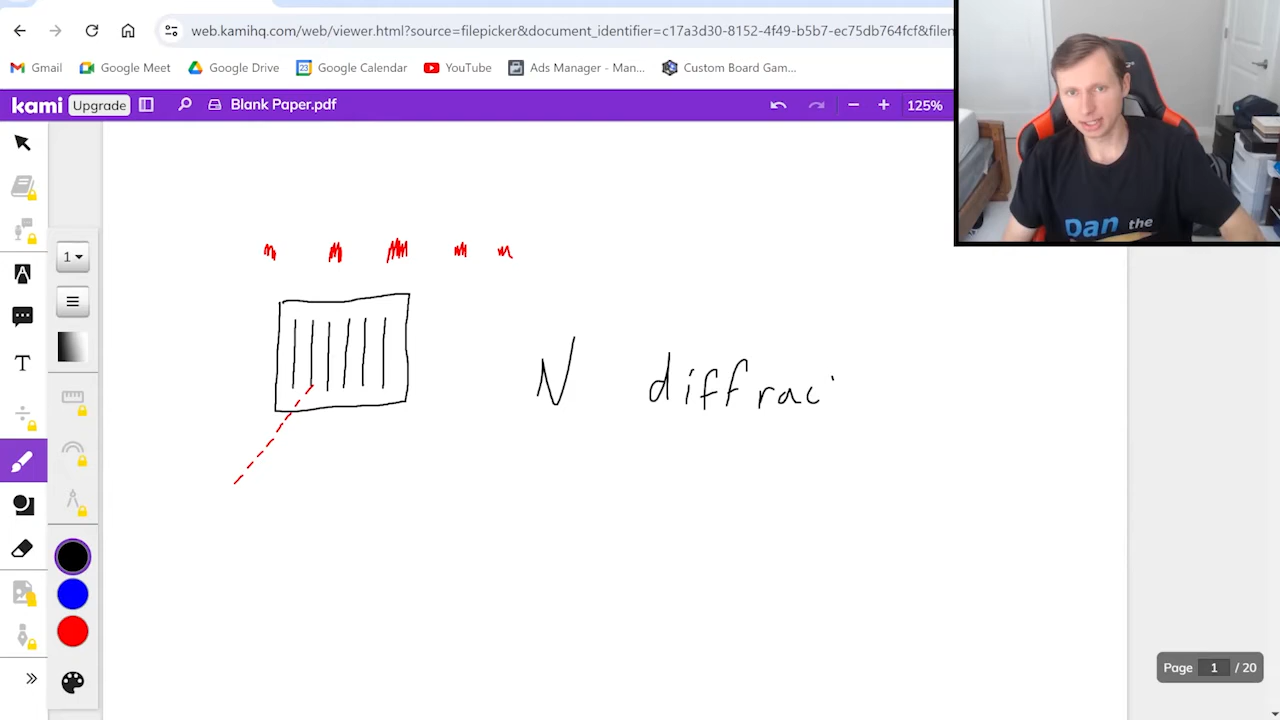 web.kamihq.com/web/viewer.html?source=filepicker&document_identifier=c17a3d30-8152-4f49-b5b7-ec75db764fcf&filen
Gmail Google Meet Google Drive 23 Google Calendar YouTube Ads Manager - Man... Custom Board Gam...
kami Upgrade Blank Paper.pdf 125%
Dan the
1
N diffrac
Page 1 / 20